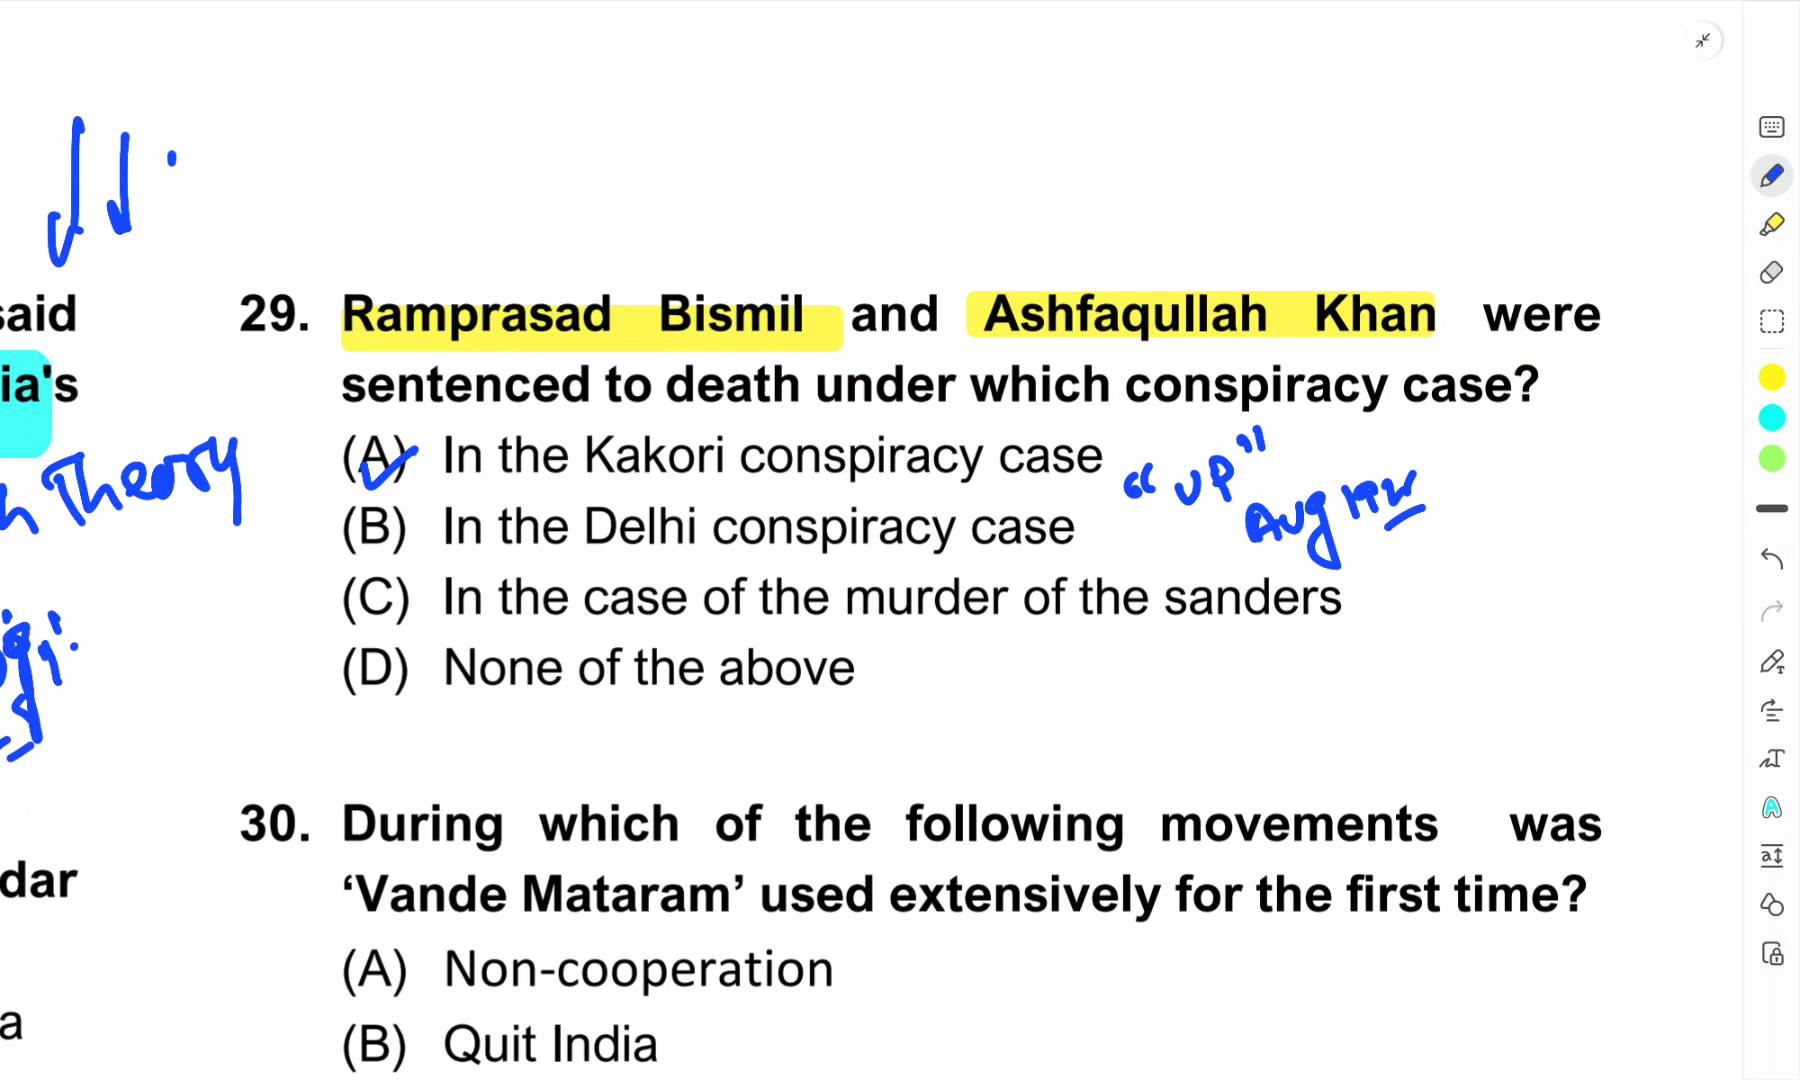 said
ia's
Theory
dar
a
29. Ramprasad Bismil and Ashfaqullah Khan were
sentenced to death under which conspiracy case?
(A) In the Kakori conspiracy case
"UP"
Aug
(B) In the Delhi conspiracy case
(C) In the case of the murder of the sanders
(D) None of the above
30. During which of the following movements was
‘Vande Mataram’ used extensively for the first time?
(A) Non-cooperation
(B) Quit India